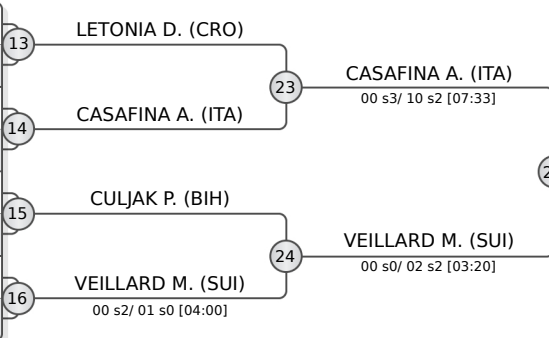 LETONIA D. (CRO)
13
23
CASAFINA A. (ITA)
00 s3/ 10 s2 [07:33]
CASAFINA A. (ITA)
14
CULJAK P. (BIH)
15
24
VEILLARD M. (SUI)
00 s0/ 02 s2 [03:20]
VEILLARD M. (SUI)
16
00 s2/ 01 s0 [04:00]